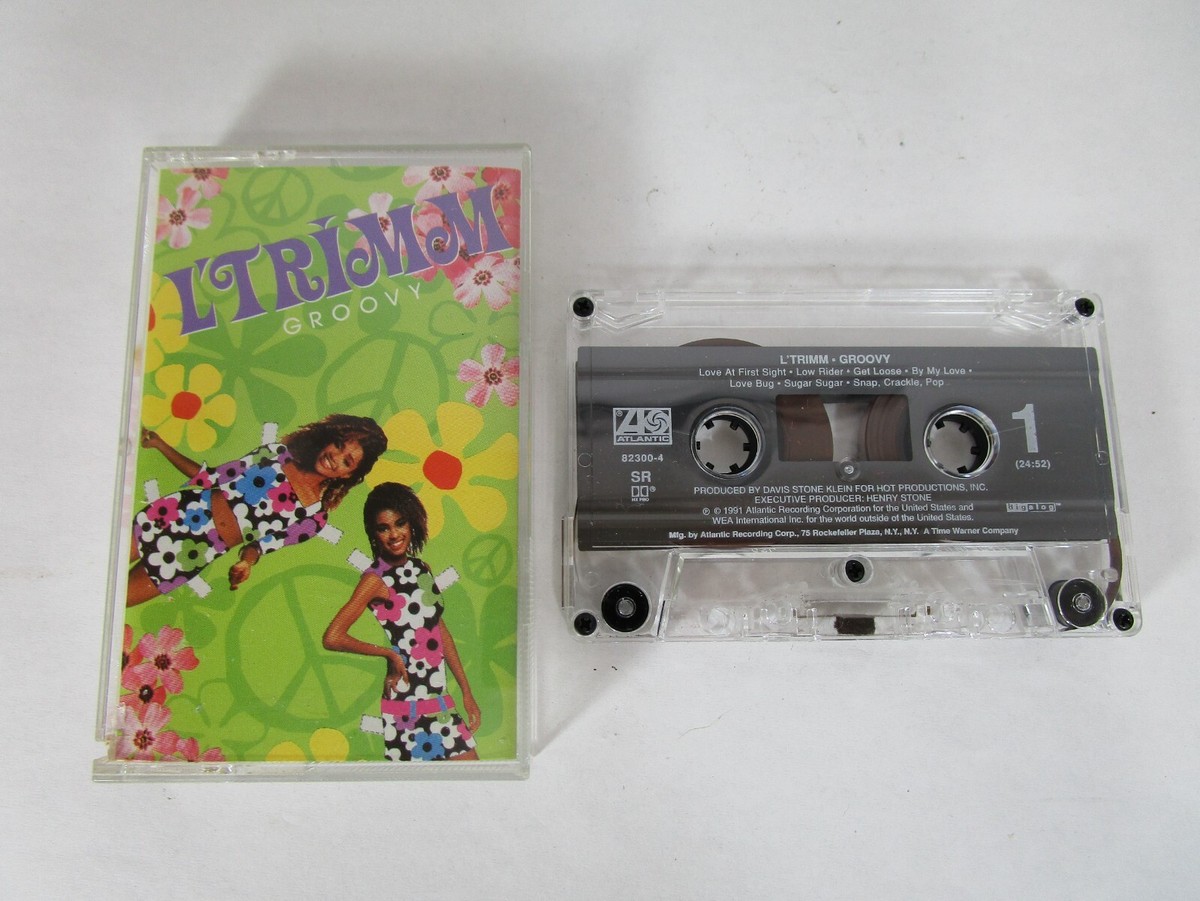 L'TRIMM
GROOVY
L'TRIMM • GROOVY
Love At First Sight • Low Rider • Get Loose • By My Love •
Love Bug • Sugar Sugar • Snap, Crackle, Pop
ATLANTIC
82300-4
SR
1
(24:52)
PRODUCED BY DAVIS STONE KLEIN FOR HOT PRODUCTIONS, INC.
EXECUTIVE PRODUCER: HENRY STONE
℗ © 1991 Atlantic Recording Corporation for the United States and
WEA International Inc. for the world outside of the United States.
Mfg. by Atlantic Recording Corp., 75 Rockefeller Plaza, N.Y., N.Y. A Time Warner Company